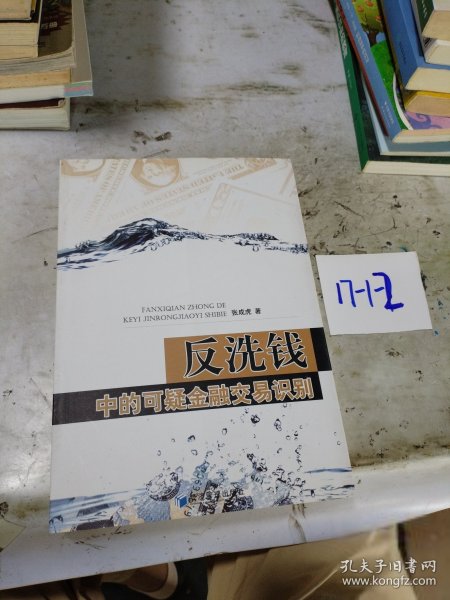 FANXIQIAN ZHONG DE
KEYI JINRONGJIAOYI SHIBIE 张成虎 著
反洗钱
中的可疑金融交易识别
17-1-2
孔夫子旧书网
www.kongfz.com